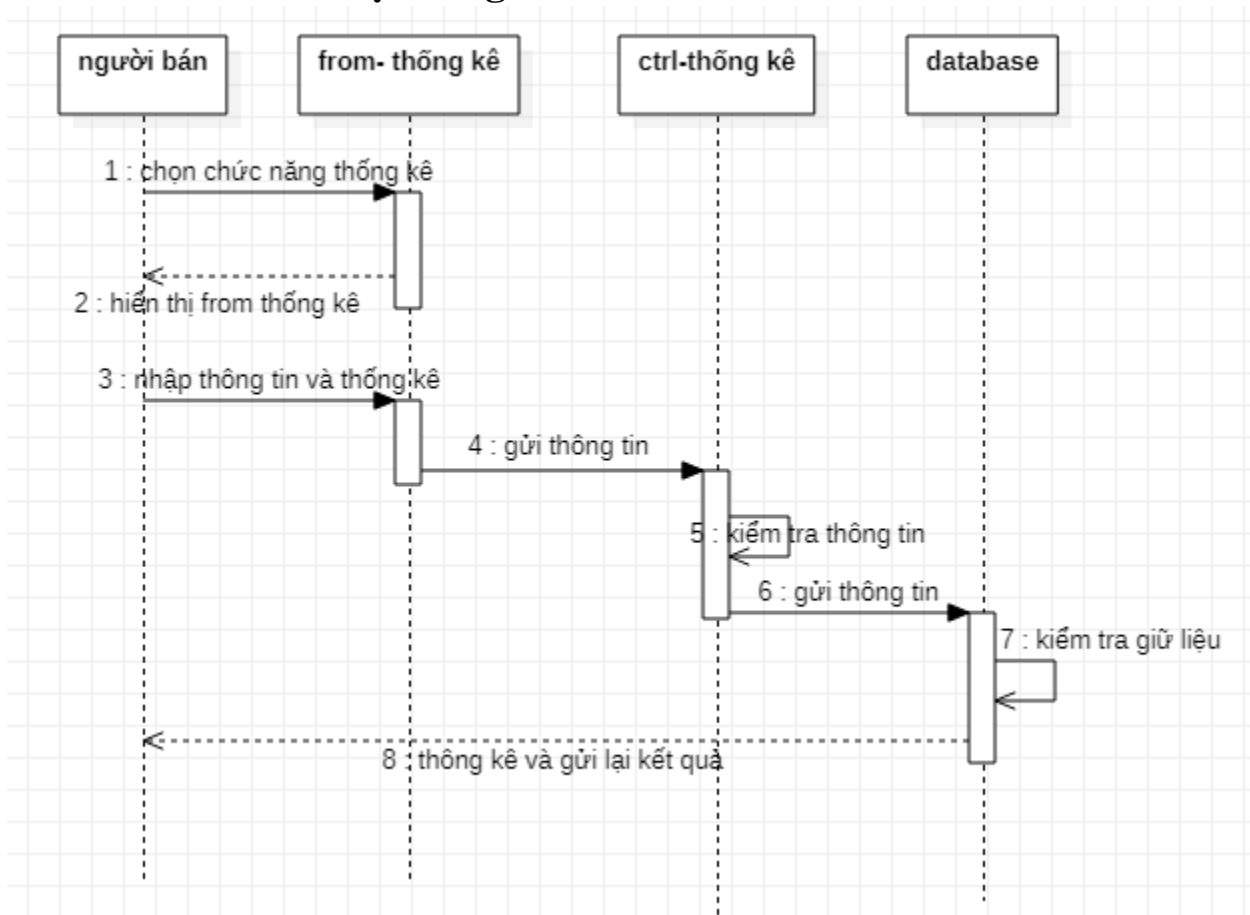 người bán
from- thống kê
ctrl-thống kê
database
1 : chọn chức năng thống kê
2 : hiển thị from thống kê
3 : nhập thông tin và thống kê
4 : gửi thông tin
5 : kiểm tra thông tin
6 : gửi thông tin
7 : kiểm tra giữ liệu
8 : thông kê và gửi lại kết quả